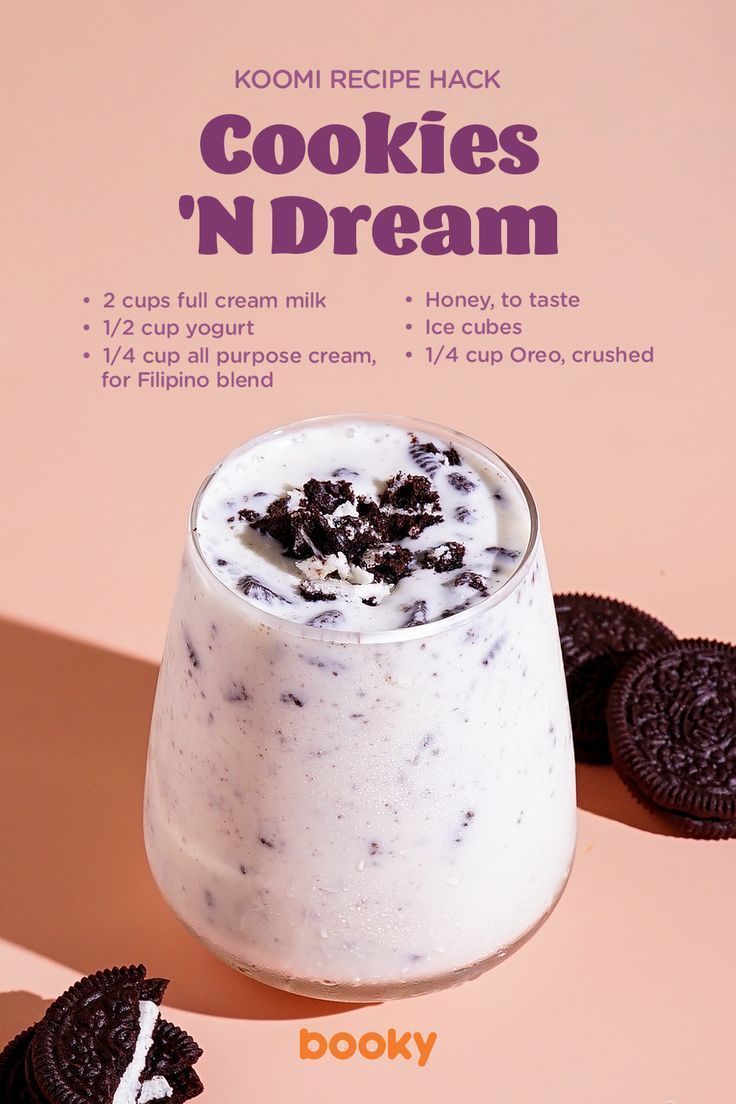 KOOMI RECIPE HACK
Cookies
'N Dream
• 2 cups full cream milk
• 1/2 cup yogurt
• 1/4 cup all purpose cream,
for Filipino blend
• Honey, to taste
• Ice cubes
• 1/4 cup Oreo, crushed
booky